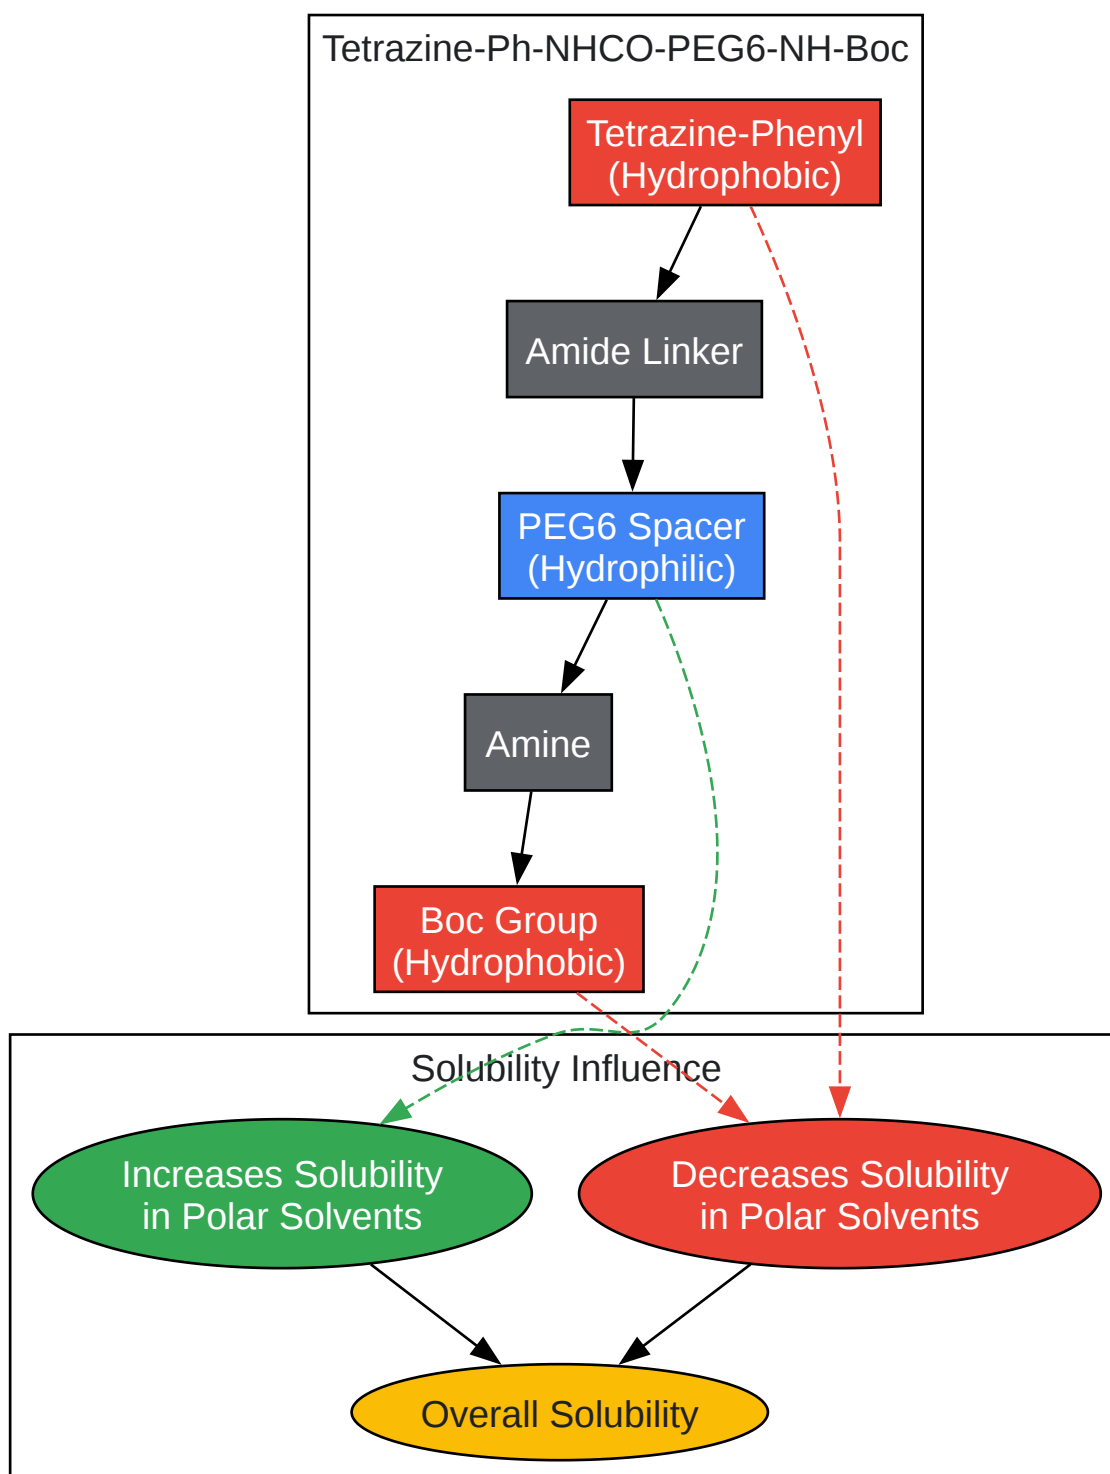 Tetrazine-Ph-NHCO-PEG6-NH-Boc
Tetrazine-Phenyl
(Hydrophobic)
Amide Linker
PEG6 Spacer
(Hydrophilic)
Amine
Boc Group
(Hydrophobic)
Solubility Influence
Increases Solubility
in Polar Solvents
Decreases Solubility
in Polar Solvents
Overall Solubility